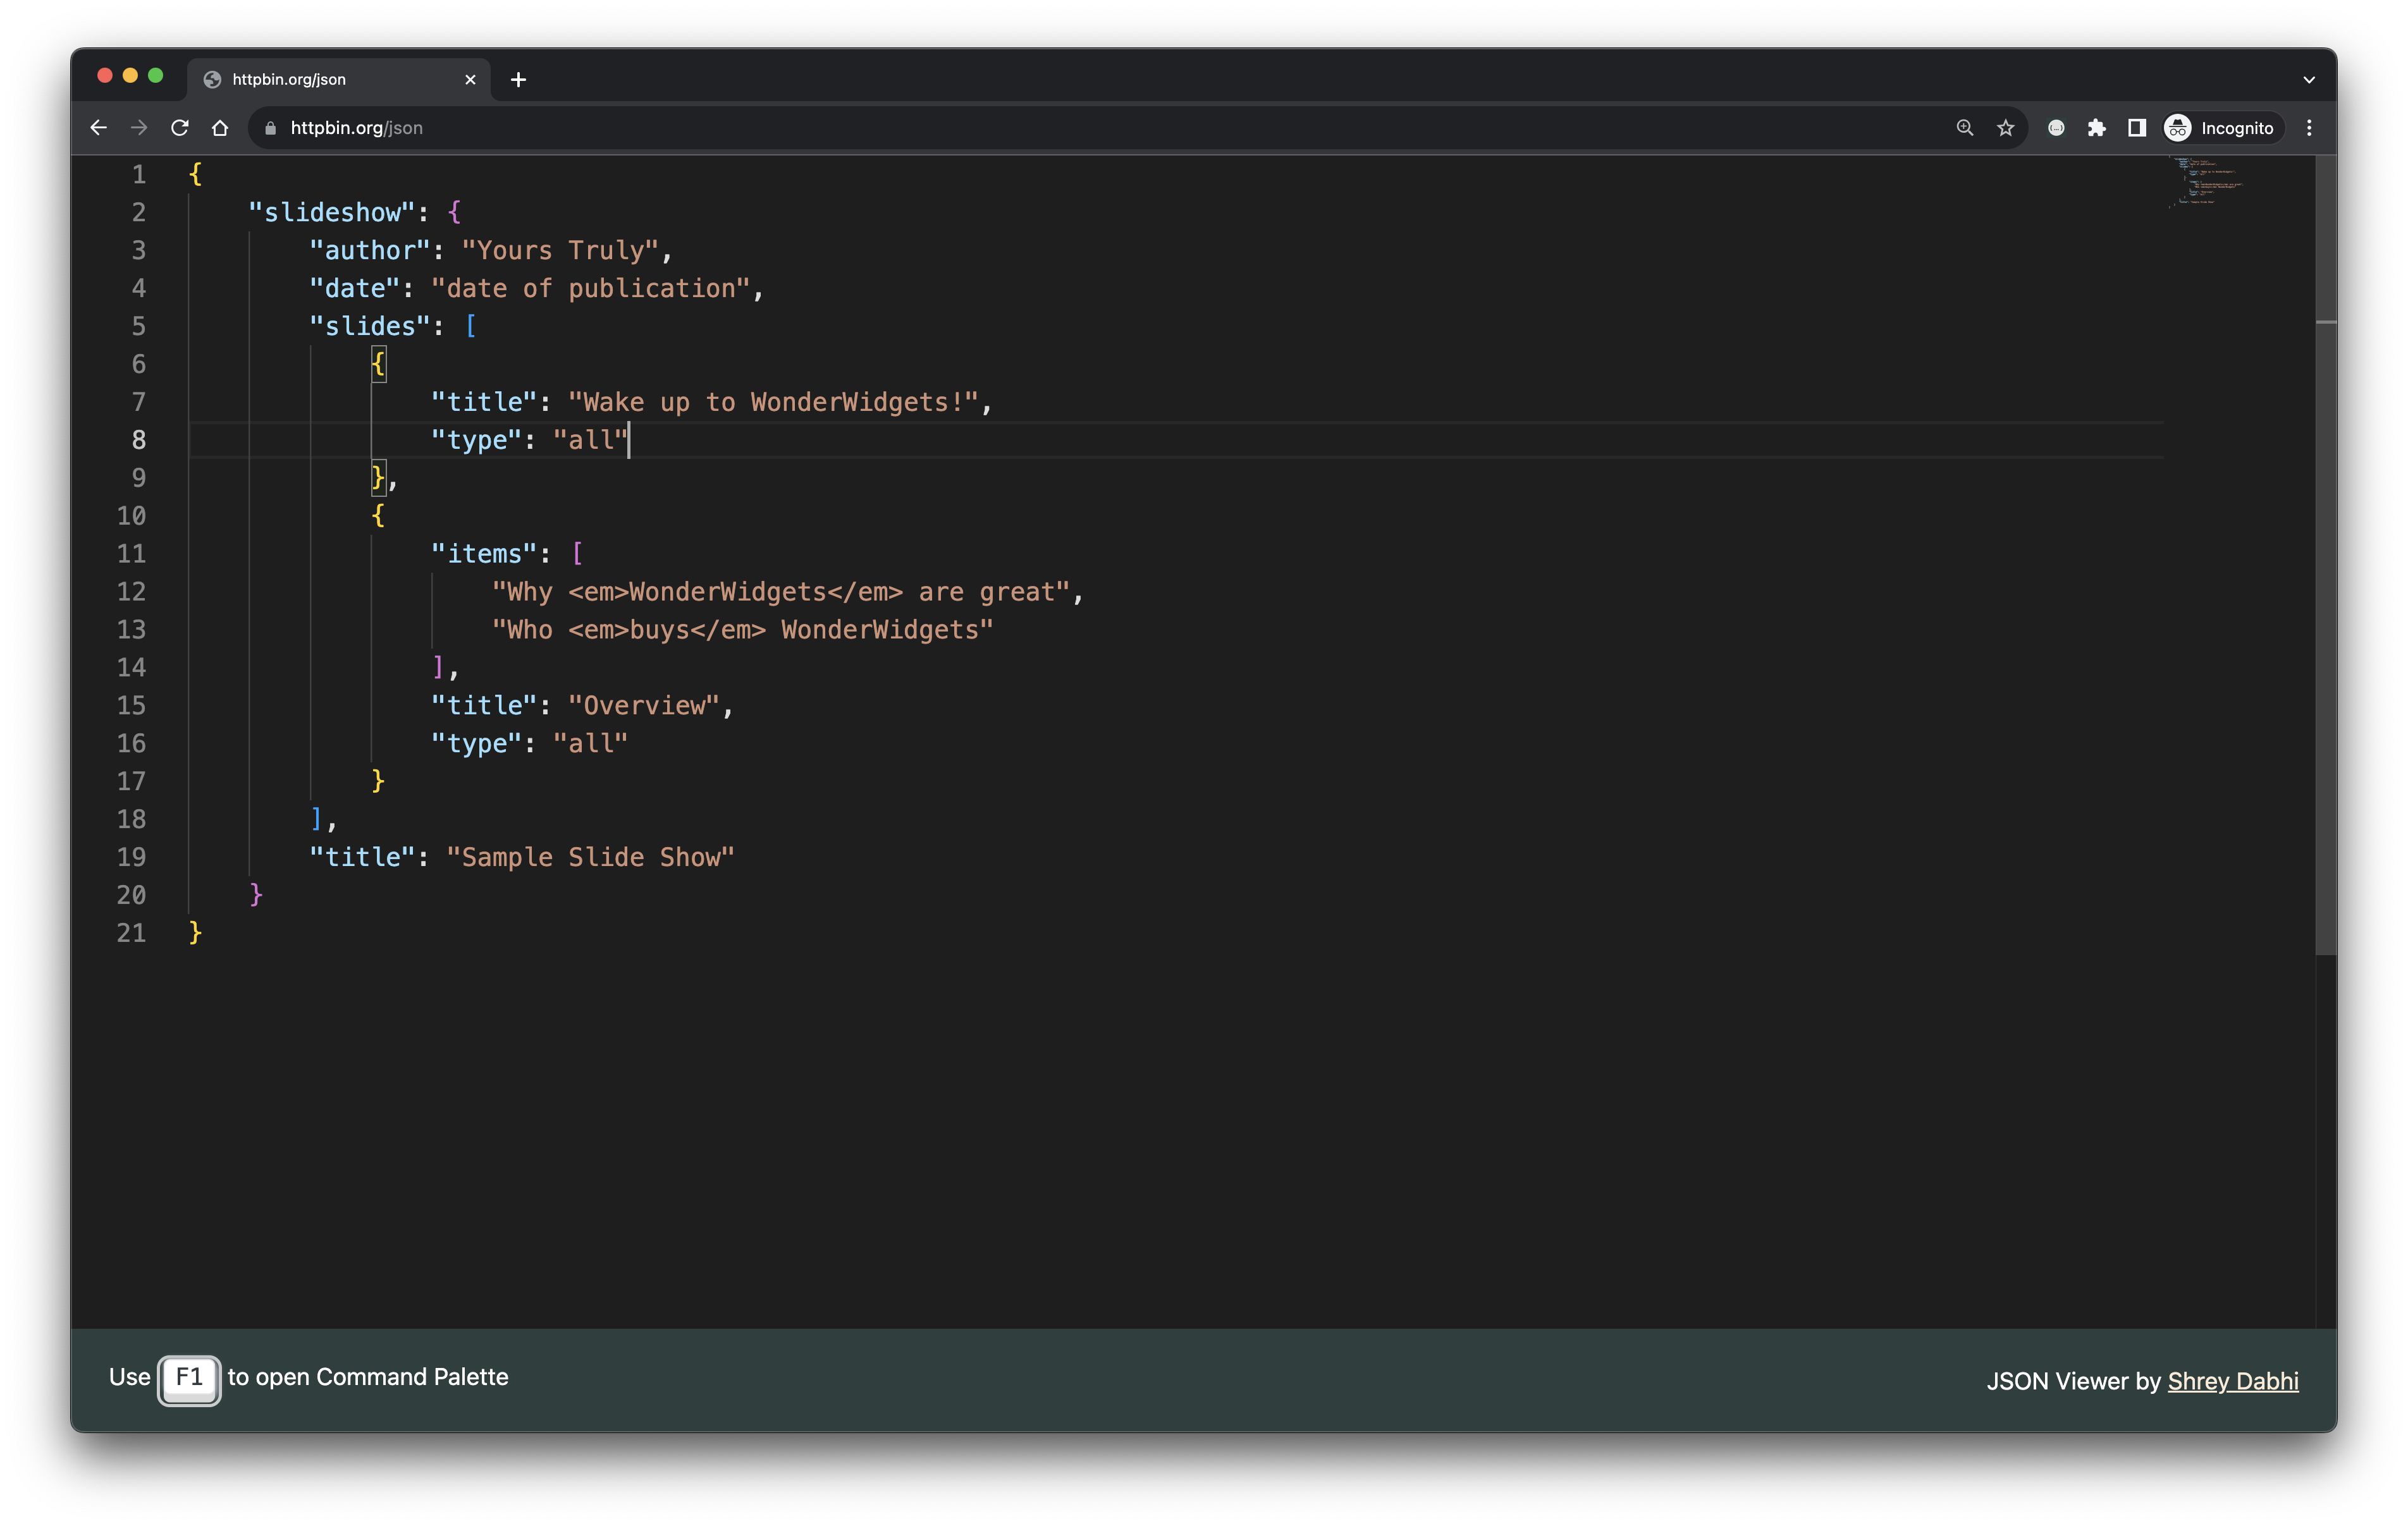 httpbin.org/json
httpbin.org/json
Incognito
1 {
2     "slideshow": {
3         "author": "Yours Truly",
4         "date": "date of publication",
5         "slides": [
6             {
7                 "title": "Wake up to WonderWidgets!",
8                 "type": "all"
9             },
10             {
11                 "items": [
12                     "Why <em>WonderWidgets</em> are great",
13                     "Who <em>buys</em> WonderWidgets"
14                 ],
15                 "title": "Overview",
16                 "type": "all"
17             }
18         ],
19         "title": "Sample Slide Show"
20     }
21 }
Use F1 to open Command Palette
JSON Viewer by Shrey Dabhi